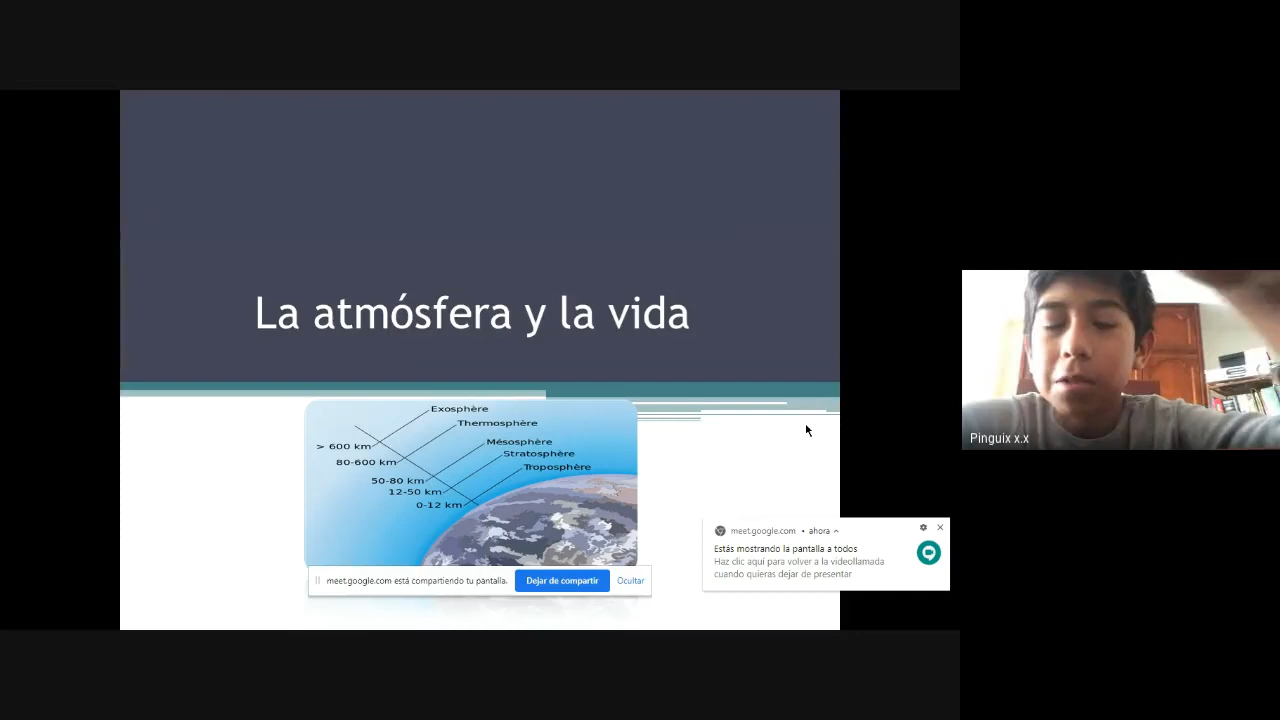 La atmósfera y la vida
Exosphère
Thermosphère
> 600 km
Mésosphère
80-600 km
Stratosphère
Troposphère
50-80 km
12-50 km
0-12 km
meet.google.com está compartiendo tu pantalla.
Dejar de compartir
Ocultar
meet.google.com • ahora
Estás mostrando la pantalla a todos
Haz clic aquí para volver a la videollamada
cuando quieras dejar de presentar
Pinguix x.x